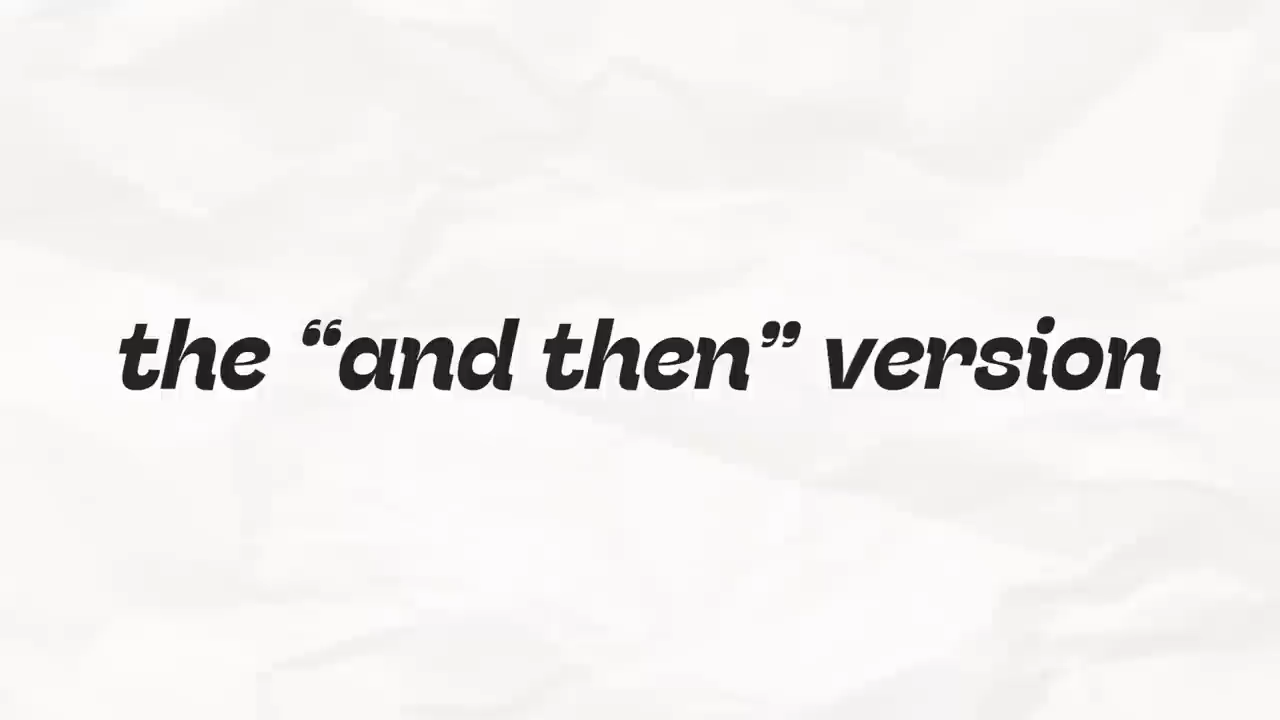 the “and then” version